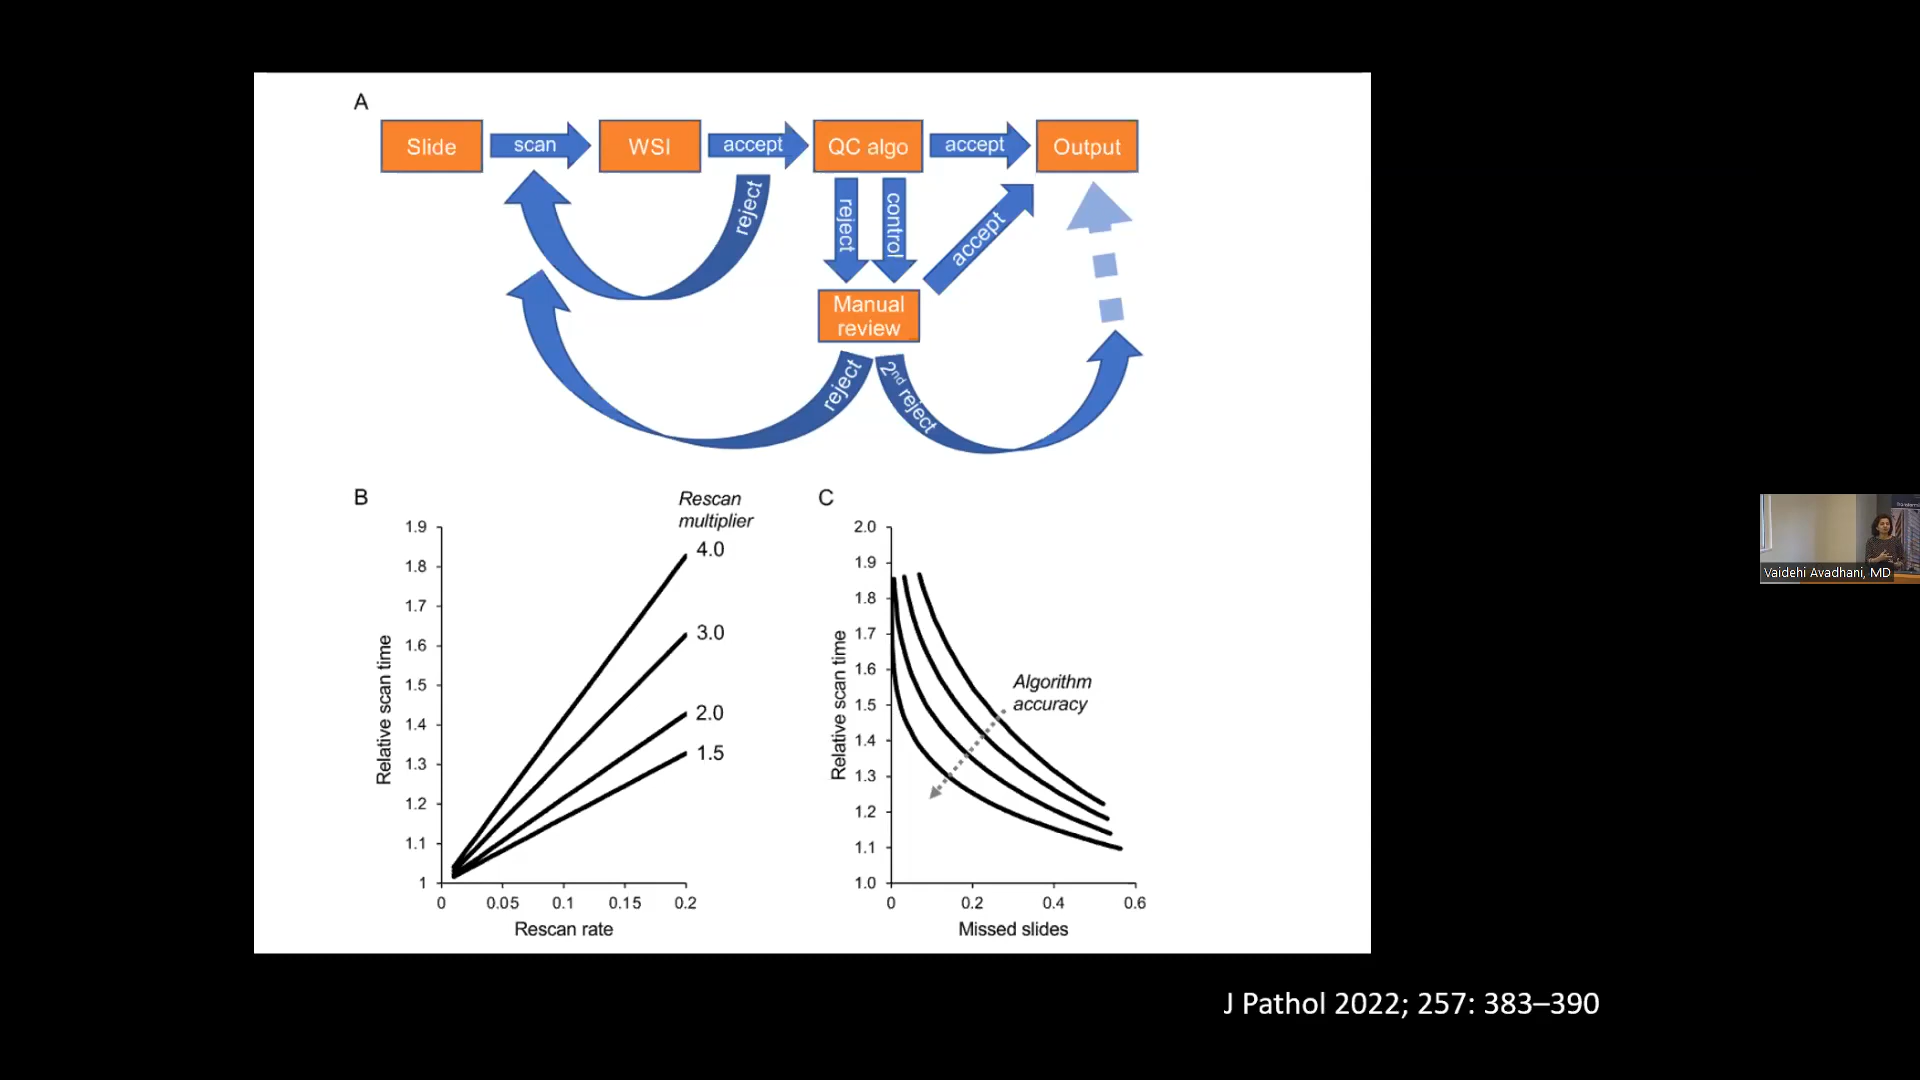 A
Slide
scan
WSI
accept
QC algo
accept
Output
reject
reject
control
accept
Manual
review
reject
2nd reject
B
Rescan
multiplier
4.0
3.0
2.0
1.5
1.9
1.8
1.7
1.6
1.5
1.4
1.3
1.2
1.1
1
Relative scan time
0 0.05 0.1 0.15 0.2
Rescan rate
C
2.0
1.9
1.8
1.7
1.6
1.5
1.4
1.3
1.2
1.1
1.0
Relative scan time
Algorithm
accuracy
0 0.2 0.4 0.6
Missed slides
Vaidehi Avadhani, MD
J Pathol 2022; 257: 383–390